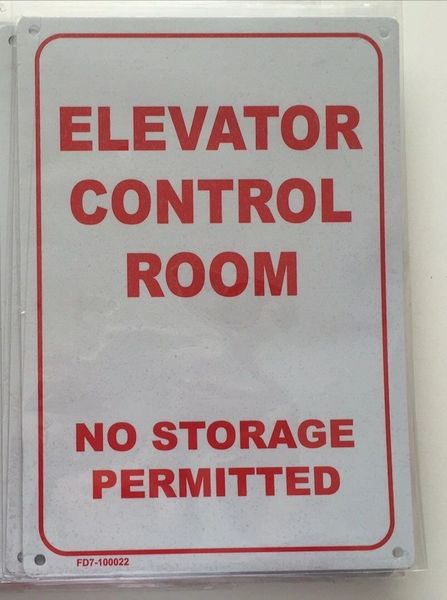 ELEVATOR
CONTROL
ROOM
NO STORAGE
PERMITTED
FD7-100022